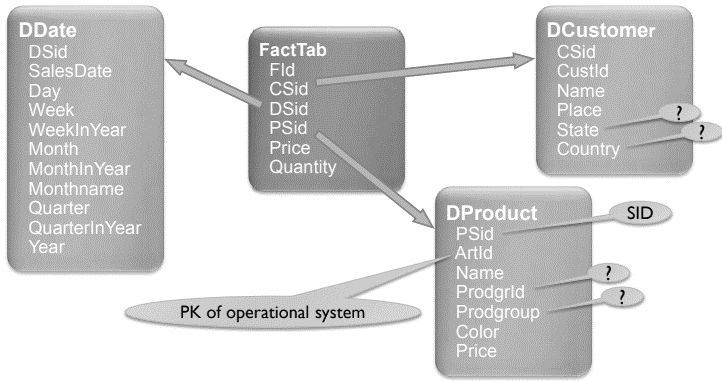 DDate
DSid
SalesDate
Day
Week
WeekInYear
Month
MonthInYear
Monthname
Quarter
QuarterInYear
Year
FactTab
FId
CSid
DSid
PSid
Price
Quantity
DCustomer
CSid
CustId
Name
Place
State
Country
?
?
DProduct
PSid
ArtId
Name
ProdgrId
Prodgroup
Color
Price
SID
?
?
PK of operational system